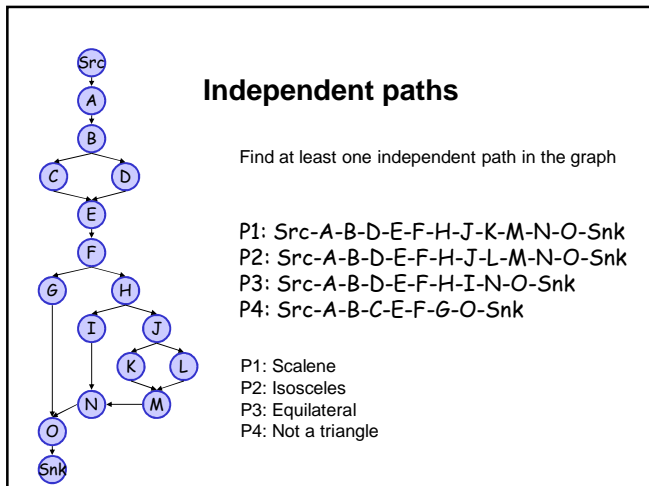 Src
Independent paths
A
B
Find at least one independent path in the graph
C D
E
P1: Src-A-B-D-E-F-H-J-K-M-N-O-Snk
F
P2: Src-A-B-D-E-F-H-J-L-M-N-O-Snk
P3: Src-A-B-D-E-F-H-I-N-O-Snk
G H
P4: Src-A-B-C-E-F-G-O-Snk
I J
K L
P1: Scalene
P2: Isosceles
N M
P3: Equilateral
O
P4: Not a triangle
Snk